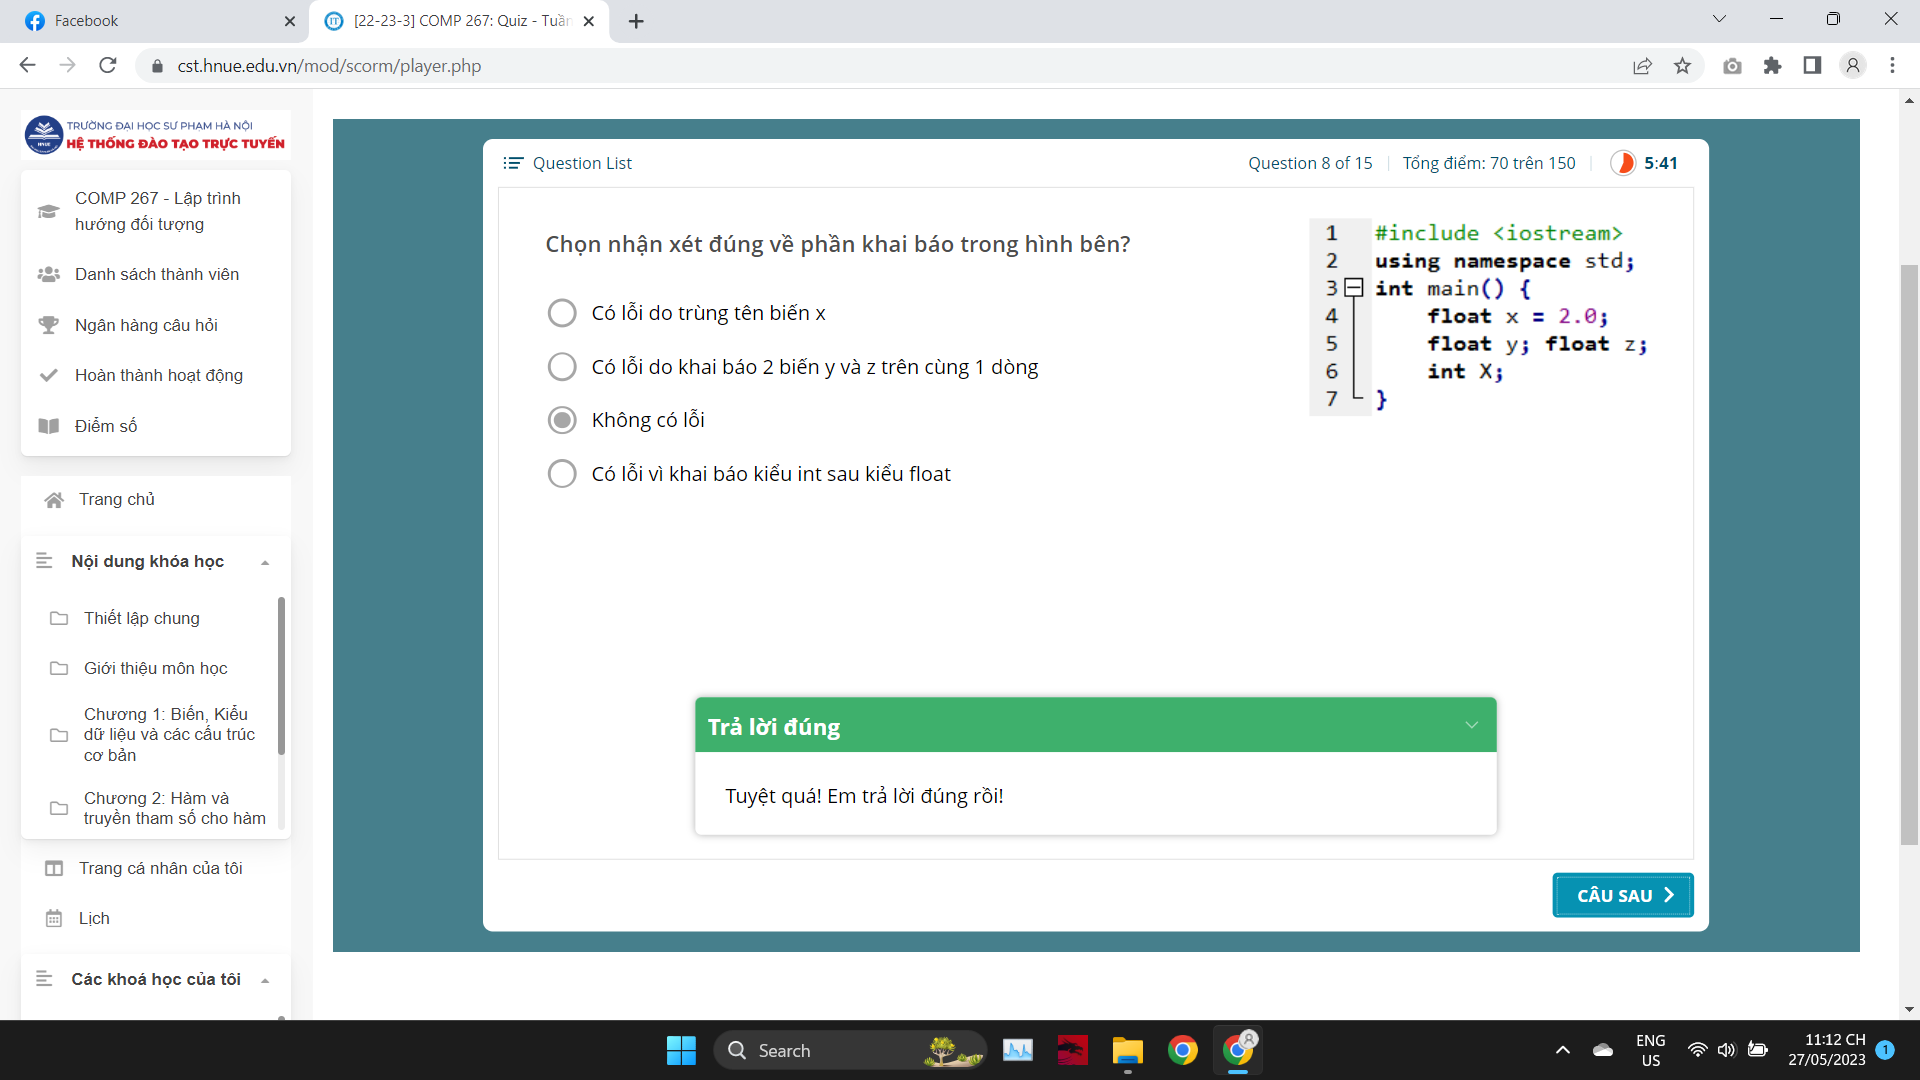 Facebook
[22-23-3] COMP 267: Quiz - Tuần
cst.hnue.edu.vn/mod/scorm/player.php
TRƯỜNG ĐẠI HỌC SƯ PHẠM HÀ NỘI
HỆ THỐNG ĐÀO TẠO TRỰC TUYẾN
COMP 267 - Lập trình
hướng đối tượng
Danh sách thành viên
Ngân hàng câu hỏi
Hoàn thành hoạt động
Điểm số
Trang chủ
Nội dung khóa học
Thiết lập chung
Giới thiệu môn học
Chương 1: Biến, Kiểu
dữ liệu và các cấu trúc
cơ bản
Chương 2: Hàm và
truyền tham số cho hàm
Trang cá nhân của tôi
Lịch
Các khoá học của tôi
Question List
Question 8 of 15
Tổng điểm: 70 trên 150
5:41
Chọn nhận xét đúng về phần khai báo trong hình bên?
Có lỗi do trùng tên biến x
Có lỗi do khai báo 2 biến y và z trên cùng 1 dòng
Không có lỗi
Có lỗi vì khai báo kiểu int sau kiểu float
1 #include <iostream>
2 using namespace std;
3 int main() {
4 float x = 2.0;
5 float y; float z;
6 int X;
7 }
Trả lời đúng
Tuyệt quá! Em trả lời đúng rồi!
CÂU SAU
Search
ENG
US
11:12 CH
27/05/2023
1